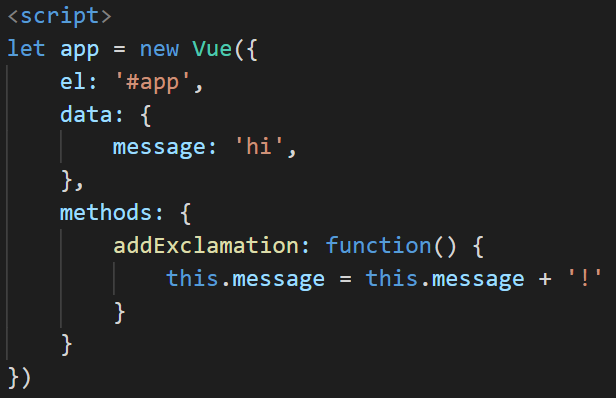 <script>
let app = new Vue({
    el: '#app',
    data: {
        message: 'hi',
    },
    methods: {
        addExclamation: function() {
            this.message = this.message + '!'
        }
    }
})